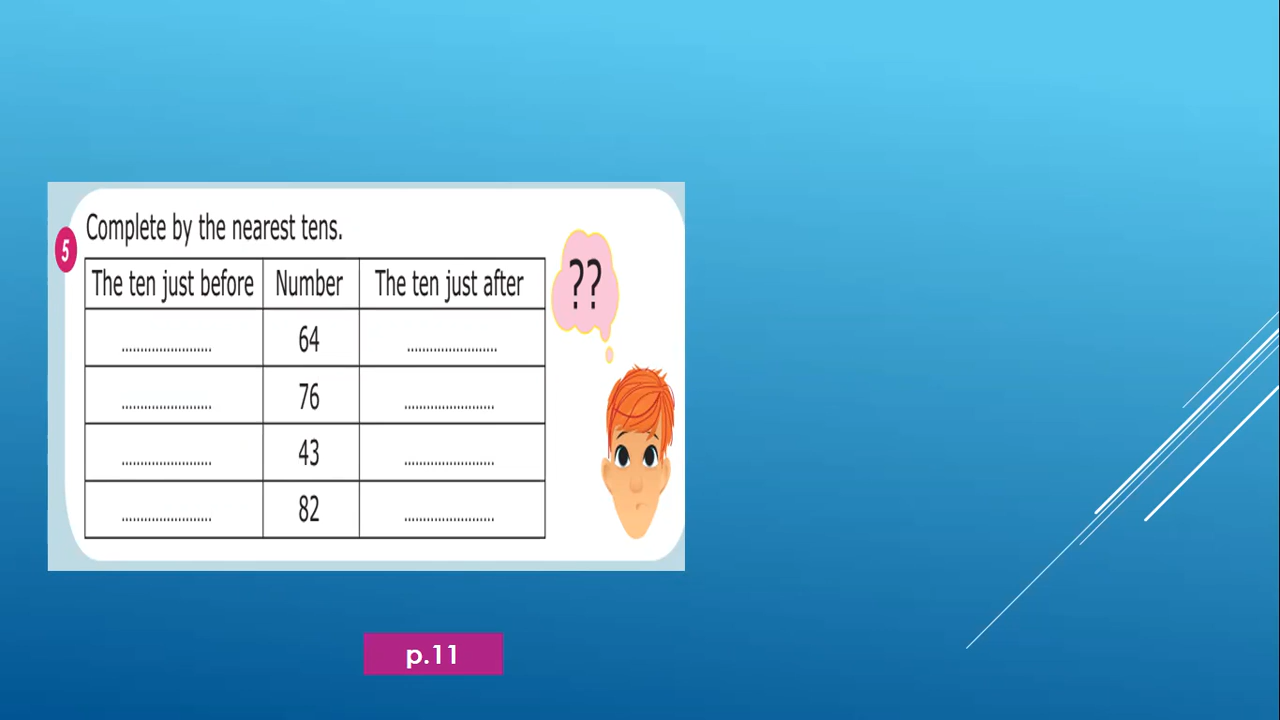 Complete by the nearest tens.
5
The ten just before Number The ten just after
........................ 64 ........................
........................ 76 ........................
........................ 43 ........................
........................ 82 ........................
??
p.11